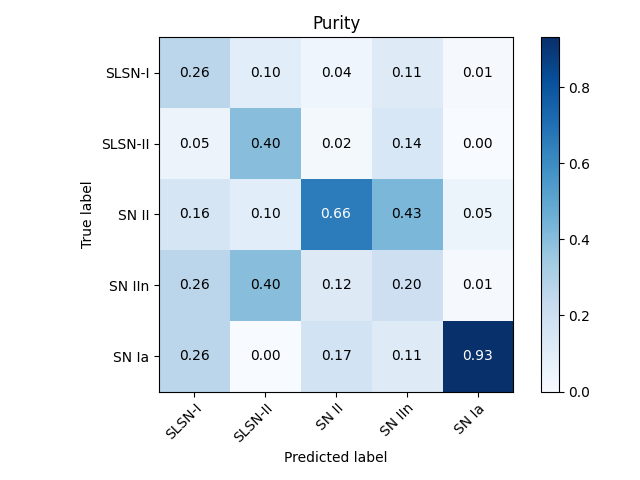 Purity
SLSN-I 0.26 0.10 0.04 0.11 0.01
SLSN-II 0.05 0.40 0.02 0.14 0.00
SN II 0.16 0.10 0.66 0.43 0.05
SN IIn 0.26 0.40 0.12 0.20 0.01
SN Ia 0.26 0.00 0.17 0.11 0.93
SLSN-I SLSN-II SN II SN IIn SN Ia
Predicted label
True label
0.8
0.6
0.4
0.2
0.0